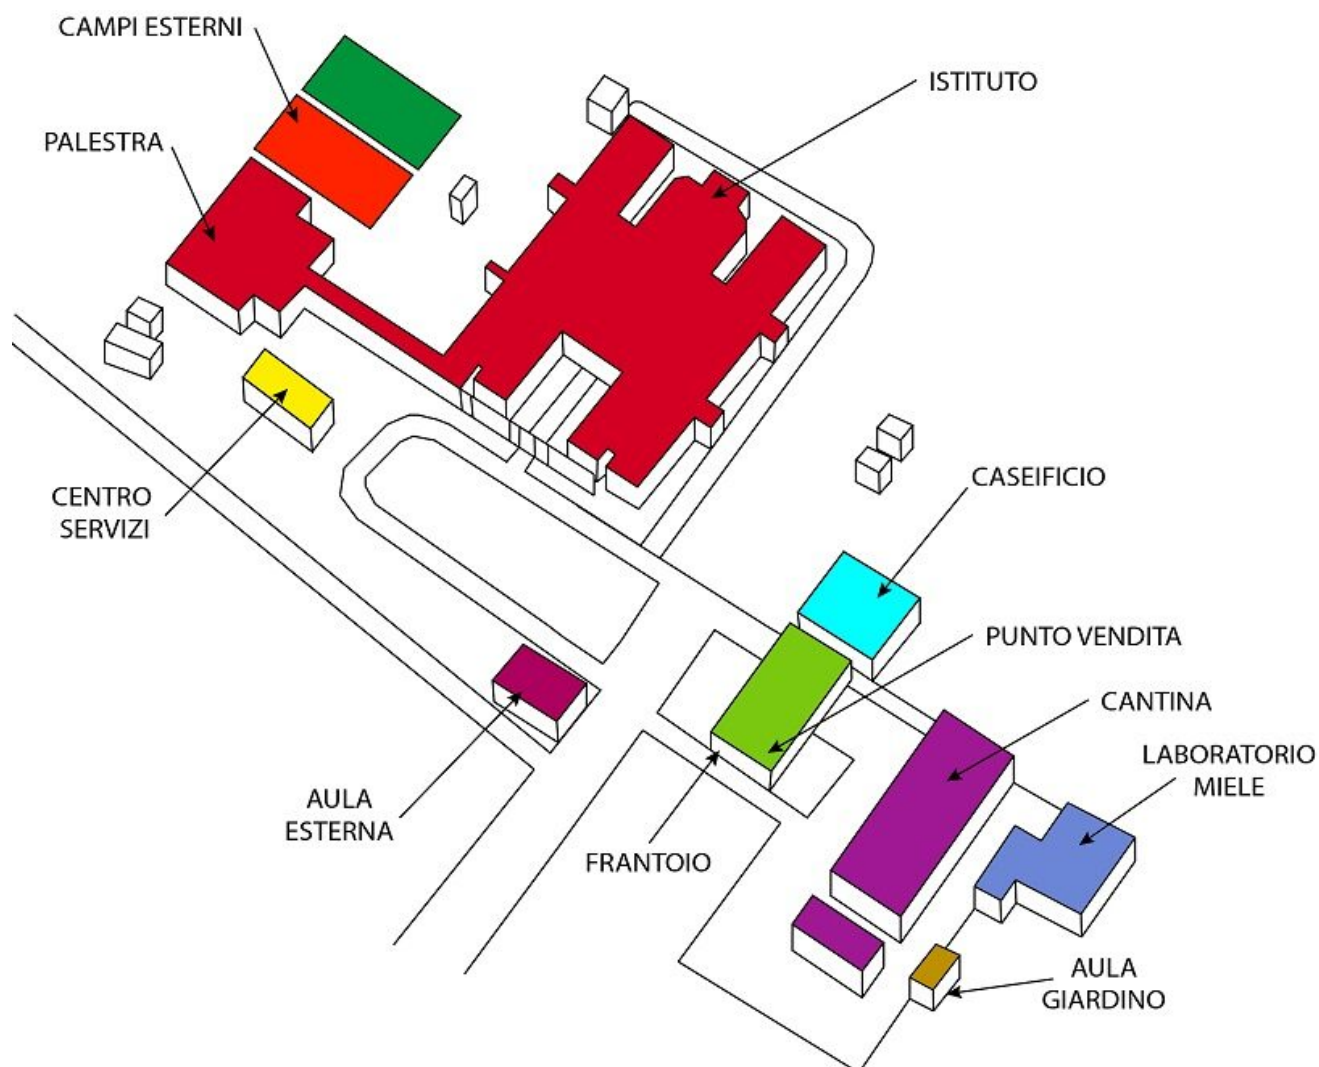 CAMPI ESTERNI
ISTITUTO
PALESTRA
CENTRO
SERVIZI
CASEIFICIO
PUNTO VENDITA
CANTINA
LABORATORIO
MIELE
AULA
ESTERNA
FRANTOIO
AULA
GIARDINO